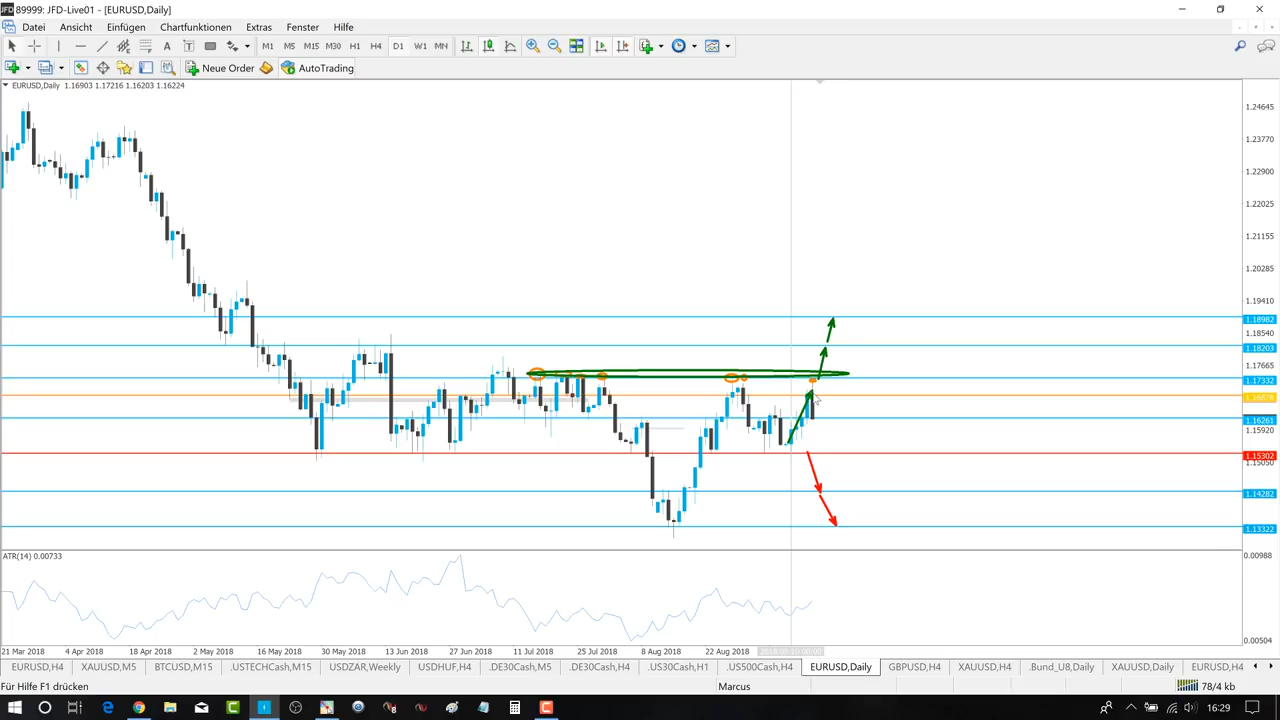 JFD 89999: JFD-Live01 - [EURUSD,Daily]
Datei Ansicht Einfügen Chartfunktionen Extras Fenster Hilfe
A T M1 M5 M15 M30 H1 H4 D1 W1 MN
Neue Order AutoTrading
EURUSD,Daily 1.16903 1.17216 1.16203 1.16224
1.24645
1.23770
1.22900
1.22025
1.21155
1.20285
1.19410
1.18982
1.18540
1.18203
1.17665
1.17332
1.16878
1.16261
1.15920
1.15302
1.15050
1.14282
1.13322
ATR(14) 0.00733
0.00988
0.00504
21 Mar 2018 4 Apr 2018 18 Apr 2018 2 May 2018 16 May 2018 30 May 2018 13 Jun 2018 27 Jun 2018 11 Jul 2018 25 Jul 2018 8 Aug 2018 22 Aug 2018 2018.09.10 00:00
EURUSD,H4 XAUUSD,M5 BTCUSD,M15 .USTECHCash,M15 USDZAR,Weekly USDHUF,H4 .DE30Cash,M5 .DE30Cash,H4 .US30Cash,H1 .US500Cash,H4 EURUSD,Daily GBPUSD,H4 XAUUSD,H4 .Bund_U8,Daily XAUUSD,Daily EURUSD,H4
Für Hilfe F1 drücken Marcus 78/4 kb
16:29